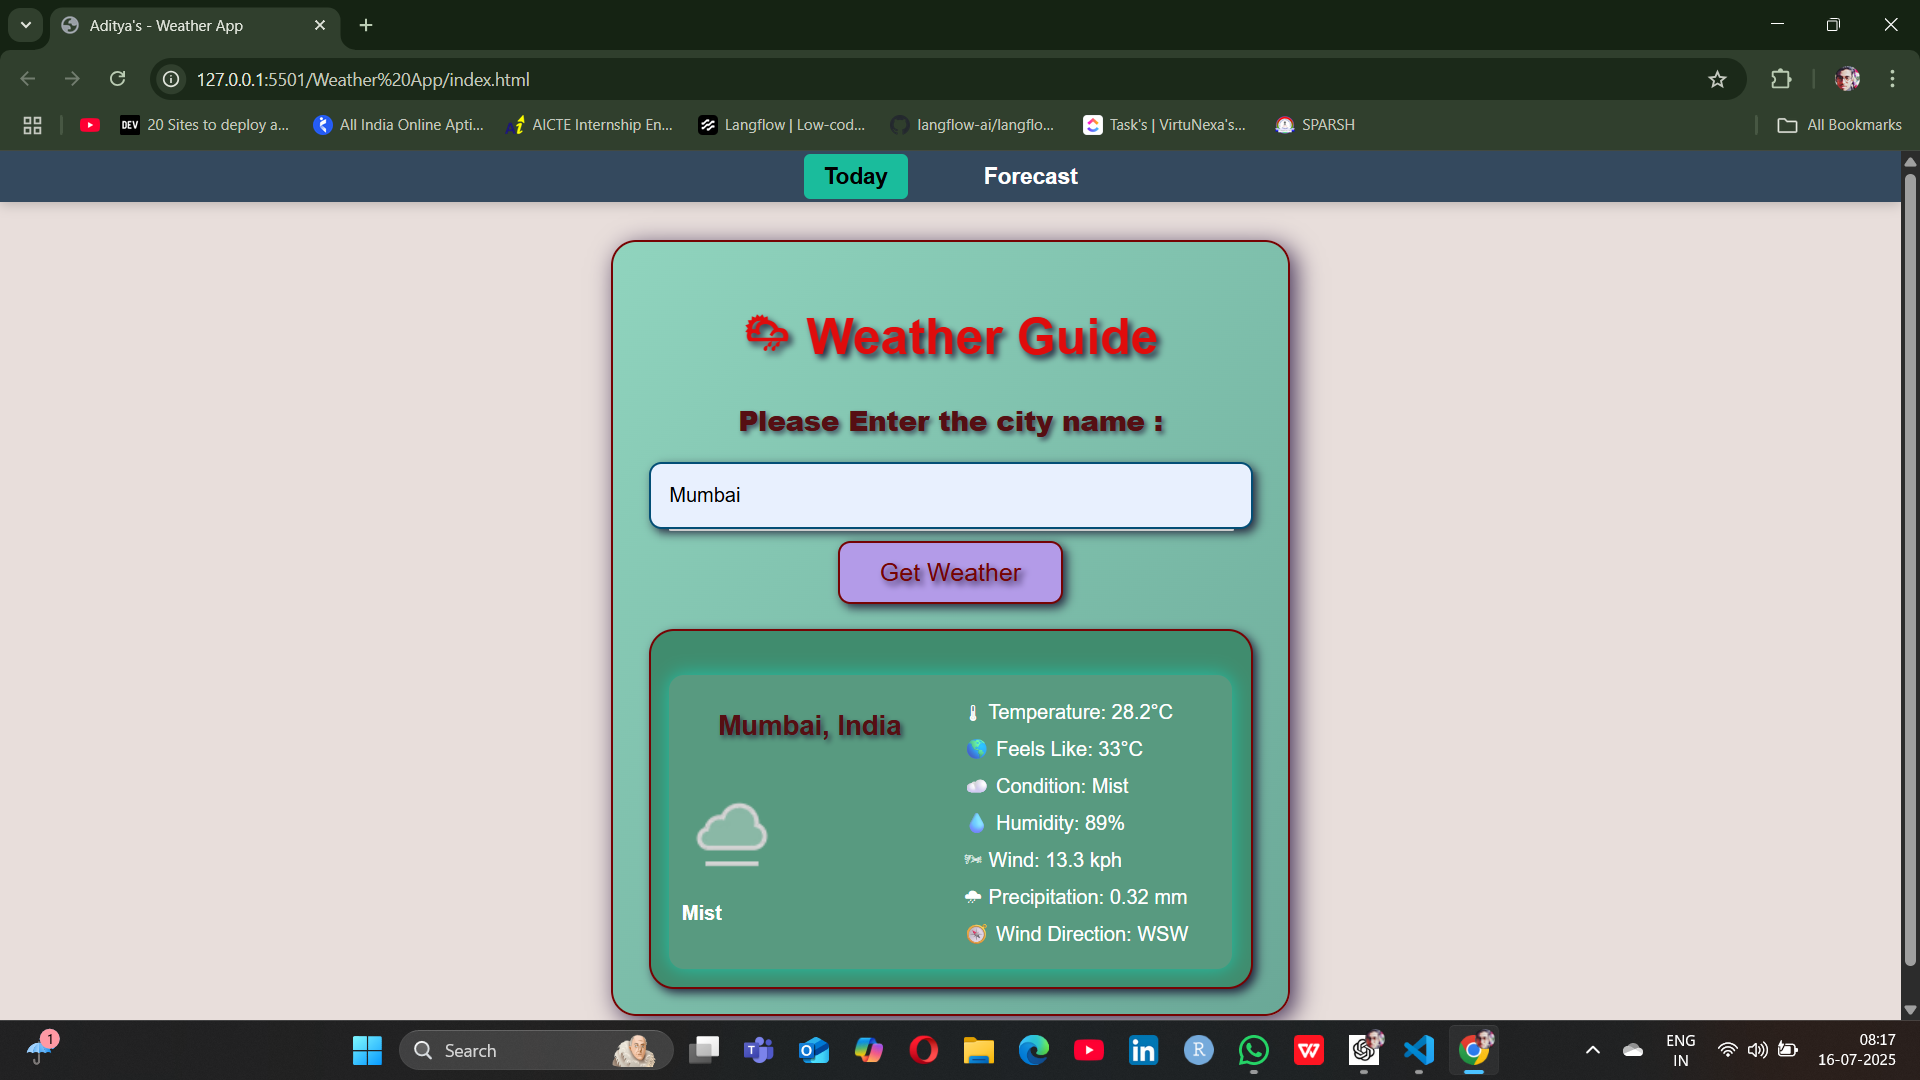 Aditya's - Weather App
127.0.0.1:5501/Weather%20App/index.html
DEV 20 Sites to deploy a...
All India Online Apti...
AICTE Internship En...
Langflow | Low-cod...
langflow-ai/langflo...
Task's | VirtuNexa's...
SPARSH
All Bookmarks
Today
Forecast
Weather Guide
Please Enter the city name :
Mumbai
Get Weather
Mumbai, India
Mist
Temperature: 28.2°C
Feels Like: 33°C
Condition: Mist
Humidity: 89%
Wind: 13.3 kph
Precipitation: 0.32 mm
Wind Direction: WSW
1
Search
ENG
IN
08:17
16-07-2025